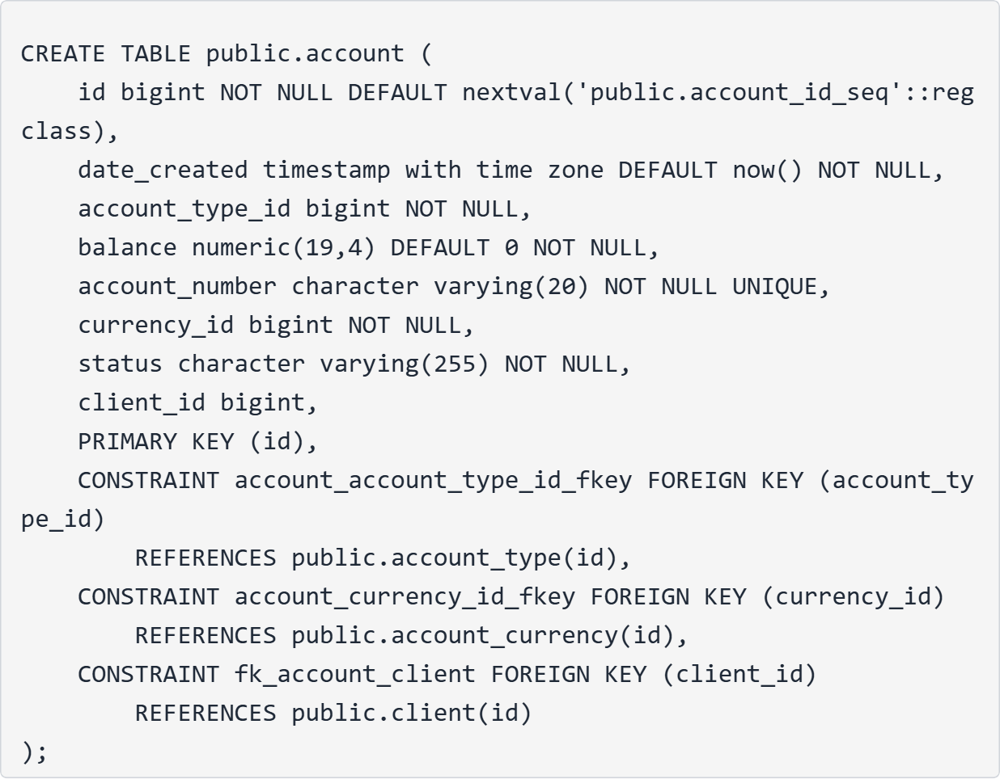 CREATE TABLE public.account (
    id bigint NOT NULL DEFAULT nextval('public.account_id_seq'::reg
class),
    date_created timestamp with time zone DEFAULT now() NOT NULL,
    account_type_id bigint NOT NULL,
    balance numeric(19,4) DEFAULT 0 NOT NULL,
    account_number character varying(20) NOT NULL UNIQUE,
    currency_id bigint NOT NULL,
    status character varying(255) NOT NULL,
    client_id bigint,
    PRIMARY KEY (id),
    CONSTRAINT account_account_type_id_fkey FOREIGN KEY (account_ty
pe_id)
        REFERENCES public.account_type(id),
    CONSTRAINT account_currency_id_fkey FOREIGN KEY (currency_id)
        REFERENCES public.account_currency(id),
    CONSTRAINT fk_account_client FOREIGN KEY (client_id)
        REFERENCES public.client(id)
);